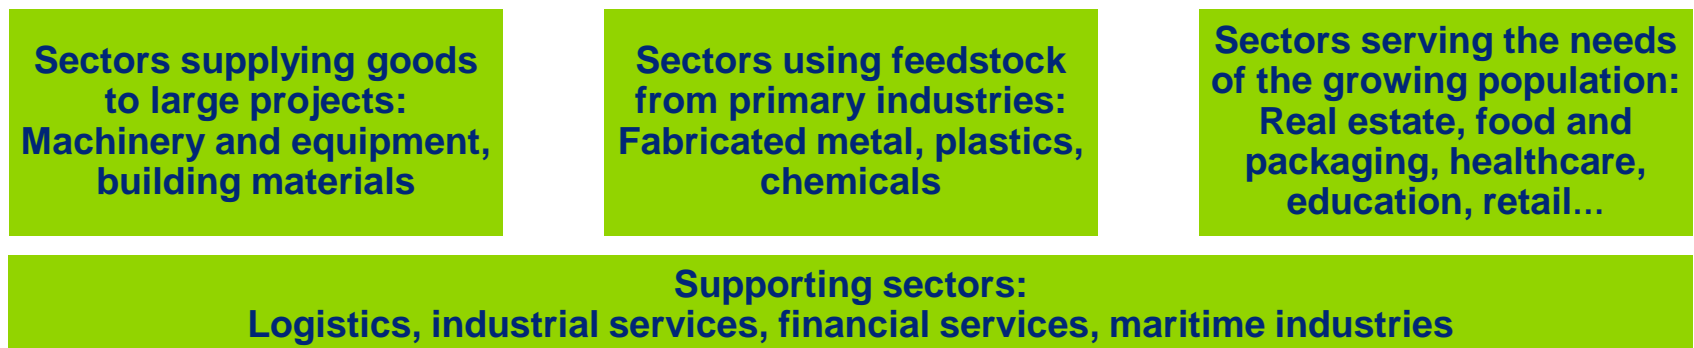 Sectors supplying goods
to large projects:
Machinery and equipment,
building materials
Sectors using feedstock
from primary industries:
Fabricated metal, plastics,
chemicals
Sectors serving the needs
of the growing population:
Real estate, food and
packaging, healthcare,
education, retail…
Supporting sectors:
Logistics, industrial services, financial services, maritime industries